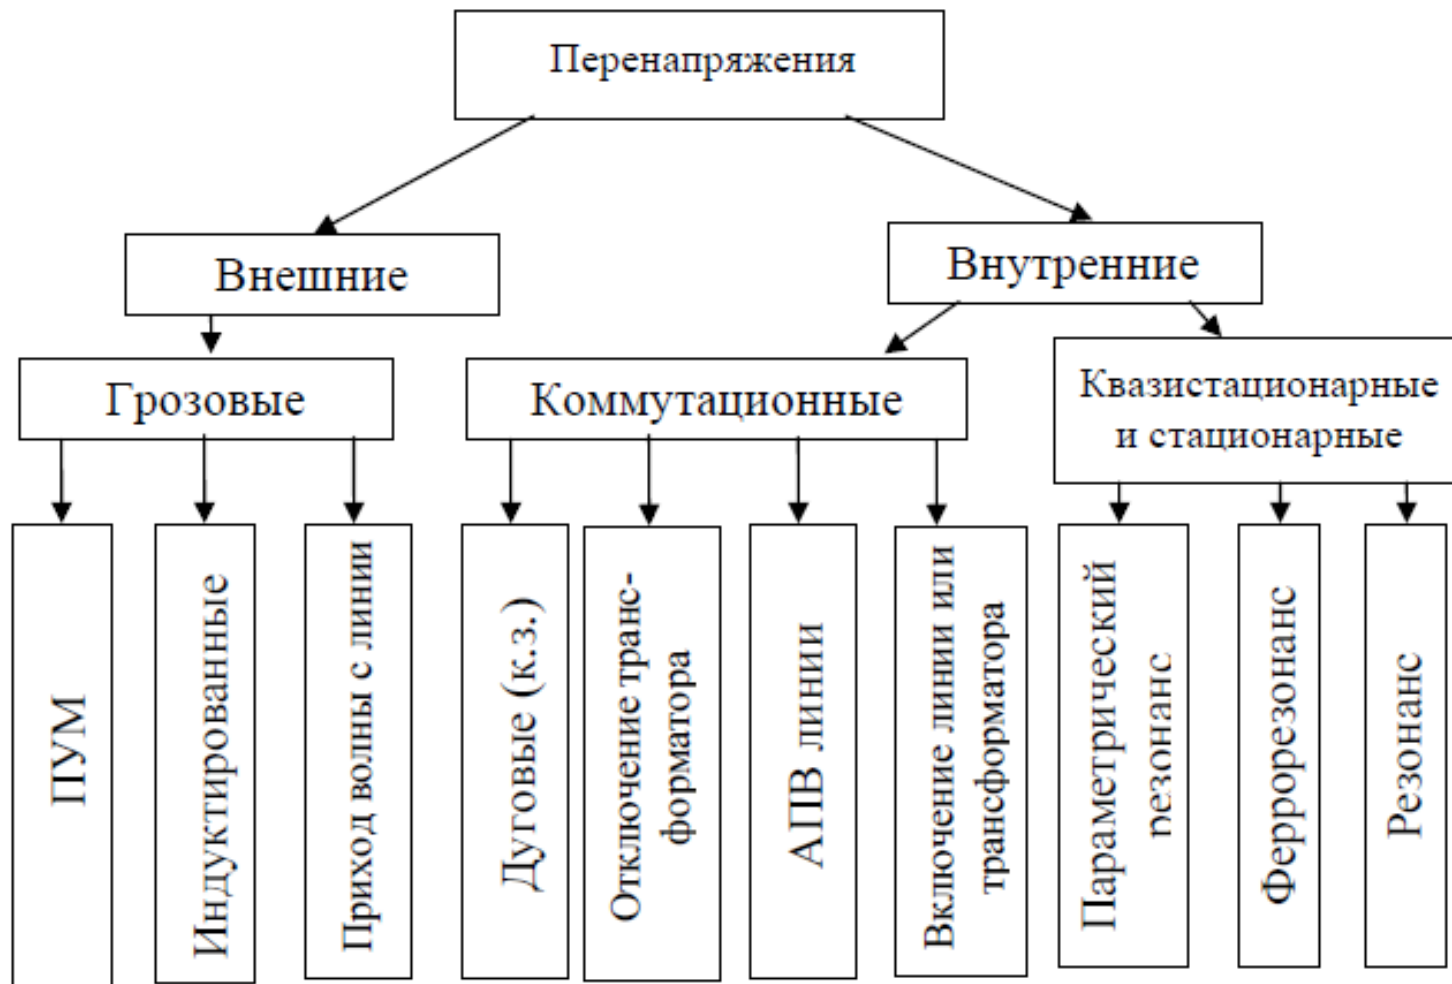 Перенапряжения
Внешние
Внутренние
Грозовые
Коммутационные
Квазистационарные
и стационарные
ПУМ
Индуктированные
Приход волны с линии
Дуговые (к.з.)
Отключение транс-
форматора
АПВ линии
Включение линии или
трансформатора
Параметрический
резонанс
Феррорезонанс
Резонанс